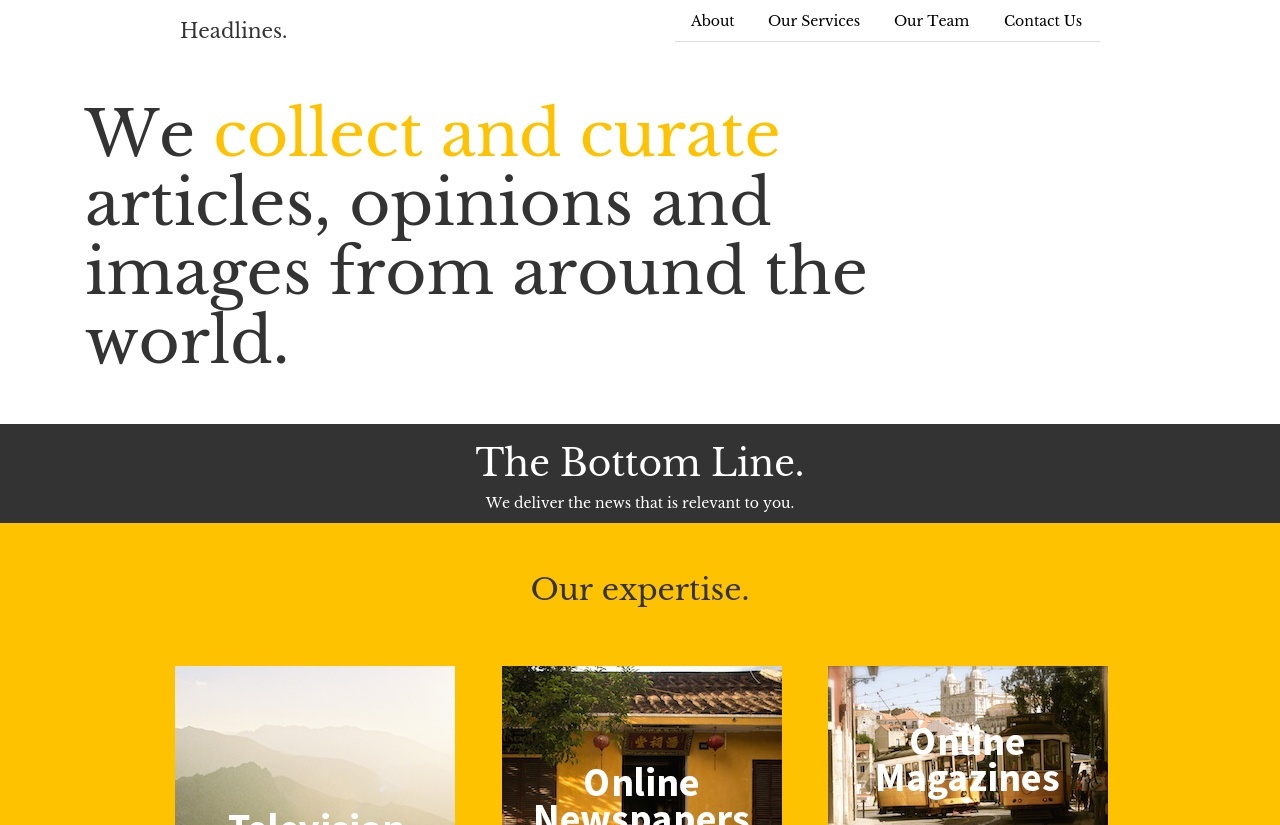 Headlines.
About
Our Services
Our Team
Contact Us
We collect and curate
articles, opinions and
images from around the
world.
The Bottom Line.
We deliver the news that is relevant to you.
Our expertise.
Television
Online
Newspapers
Online
Magazines